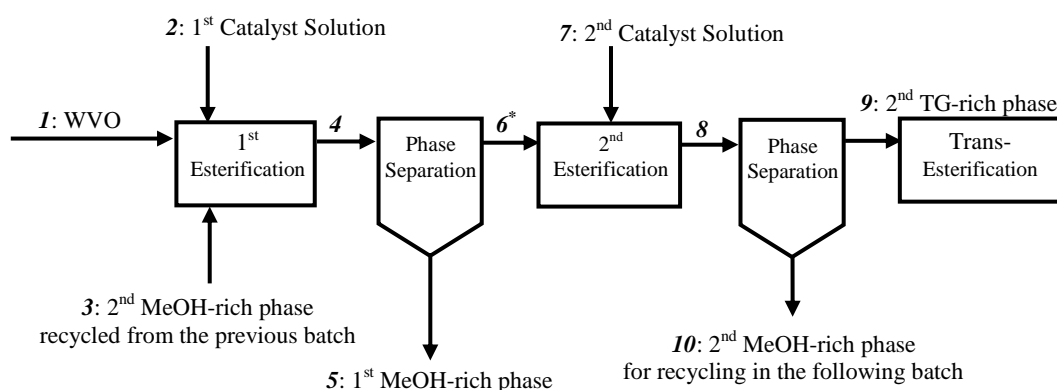 2: 1st Catalyst Solution
7: 2nd Catalyst Solution
1: WVO
1st
Esterification
4
Phase
Separation
6*
2nd
Esterification
8
Phase
Separation
9: 2nd TG-rich phase
Trans-
Esterification
3: 2nd MeOH-rich phase
recycled from the previous batch
5: 1st MeOH-rich phase
10: 2nd MeOH-rich phase
for recycling in the following batch